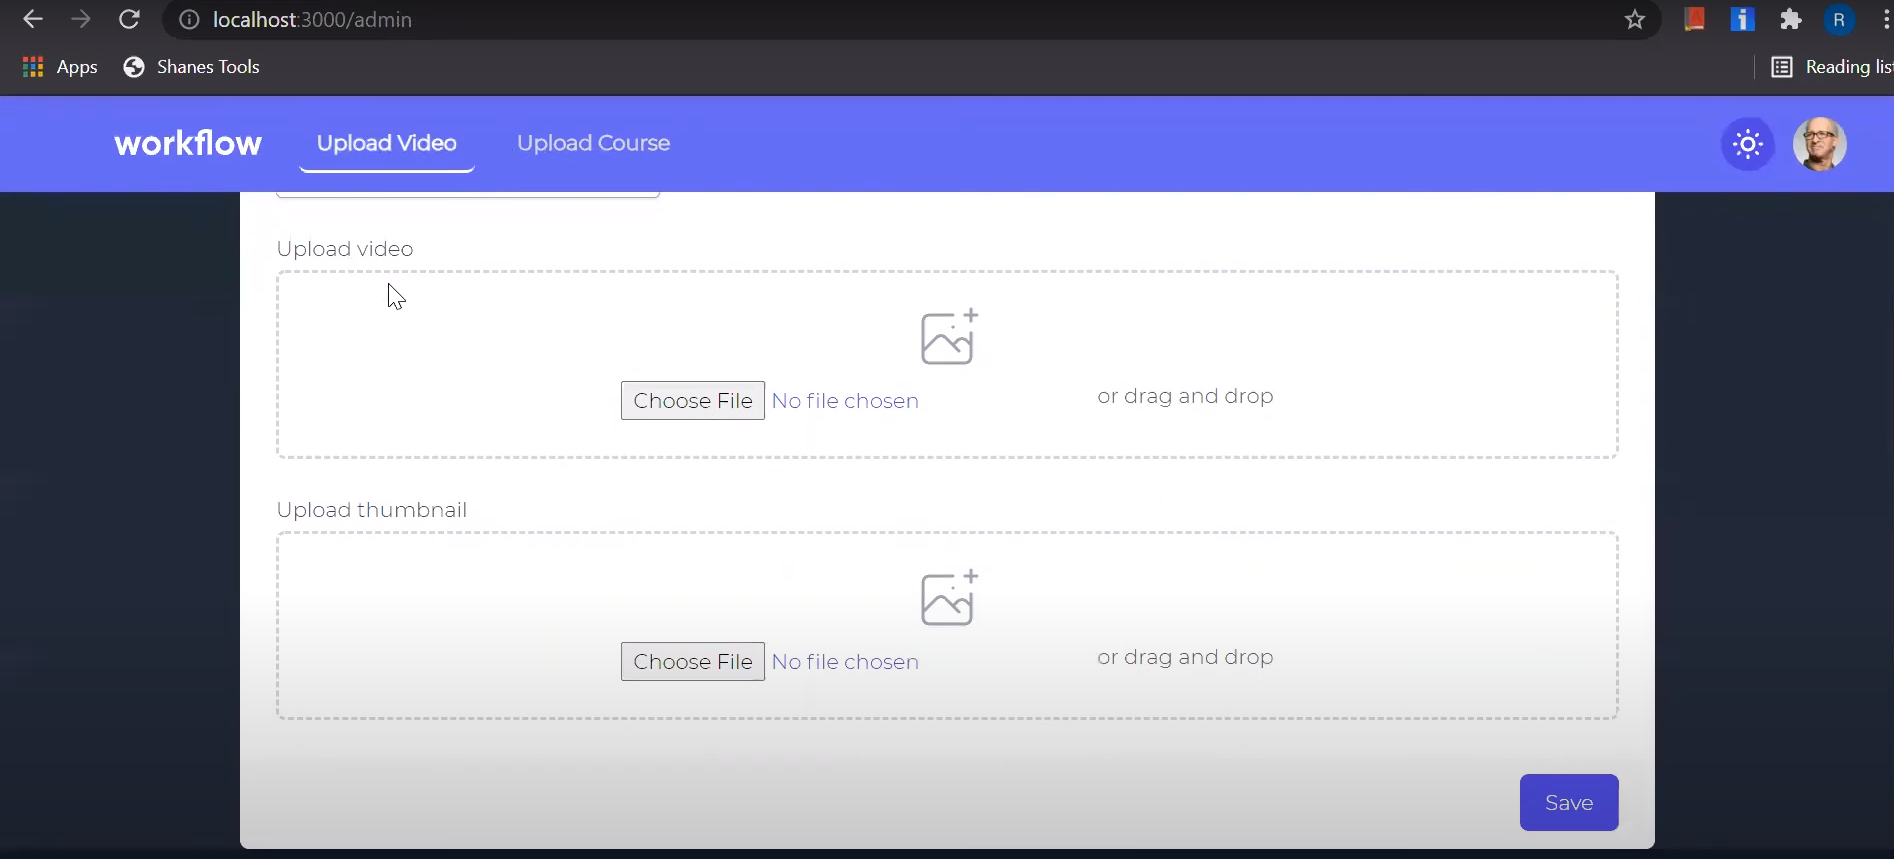 localhost:3000/admin
R
Apps
Shanes Tools
Reading list
workflow
Upload Video
Upload Course
Upload video
Choose File No file chosen
or drag and drop
Upload thumbnail
Choose File No file chosen
or drag and drop
Save